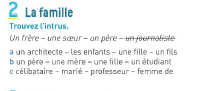 2 La famille
Trouvez l'intrus.
Un frère – une sœur – un père – un journaliste
a un architecte – les enfants – une fille – un fils
b un père – une mère – une fille – un étudiant
c célibataire – marié – professeur – femme de